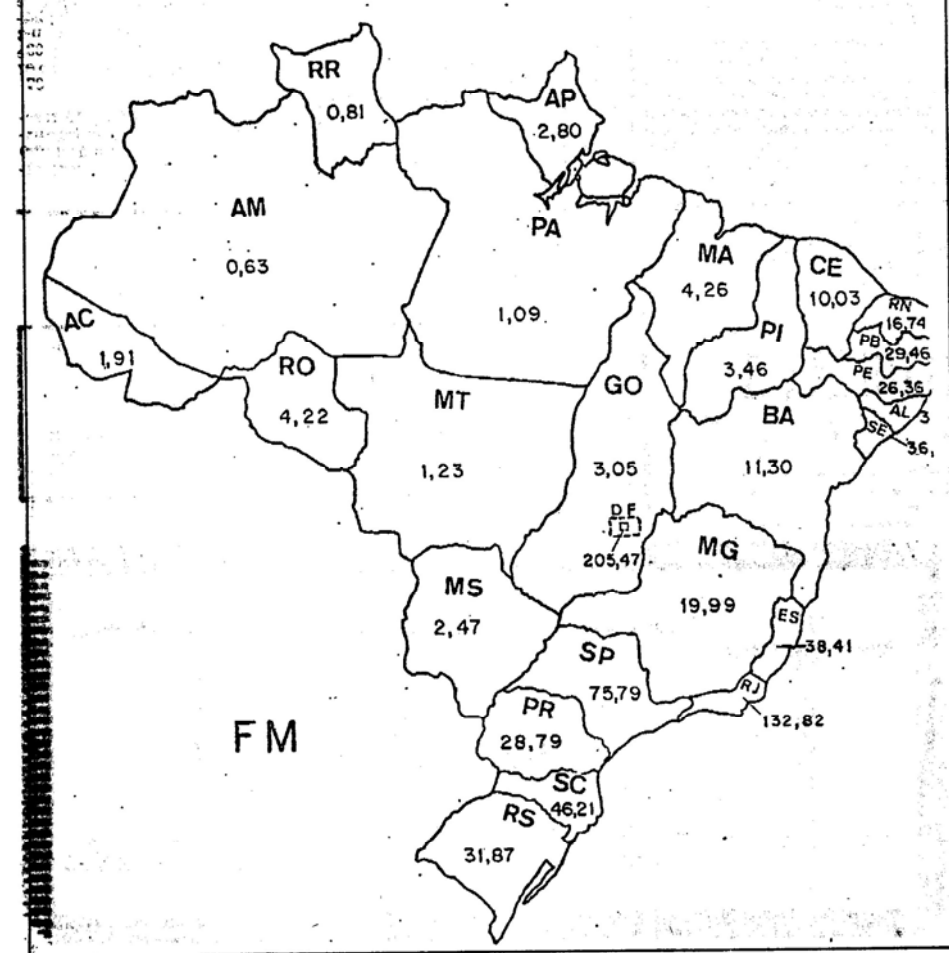 RR
0,81
AP
2,80
AM
0,63
PA
1,09
MA
4,26
CE
10,03
RN
16,74
PB
29,46
PE
26,36
AL
3
SE
36,
AC
1,91
RO
4,22
MT
1,23
GO
3,05
PI
3,46
BA
11,30
DF
205,47
MG
19,99
ES
38,41
MS
2,47
SP
75,79
RJ
132,82
PR
28,79
FM
SC
46,21
RS
31,87